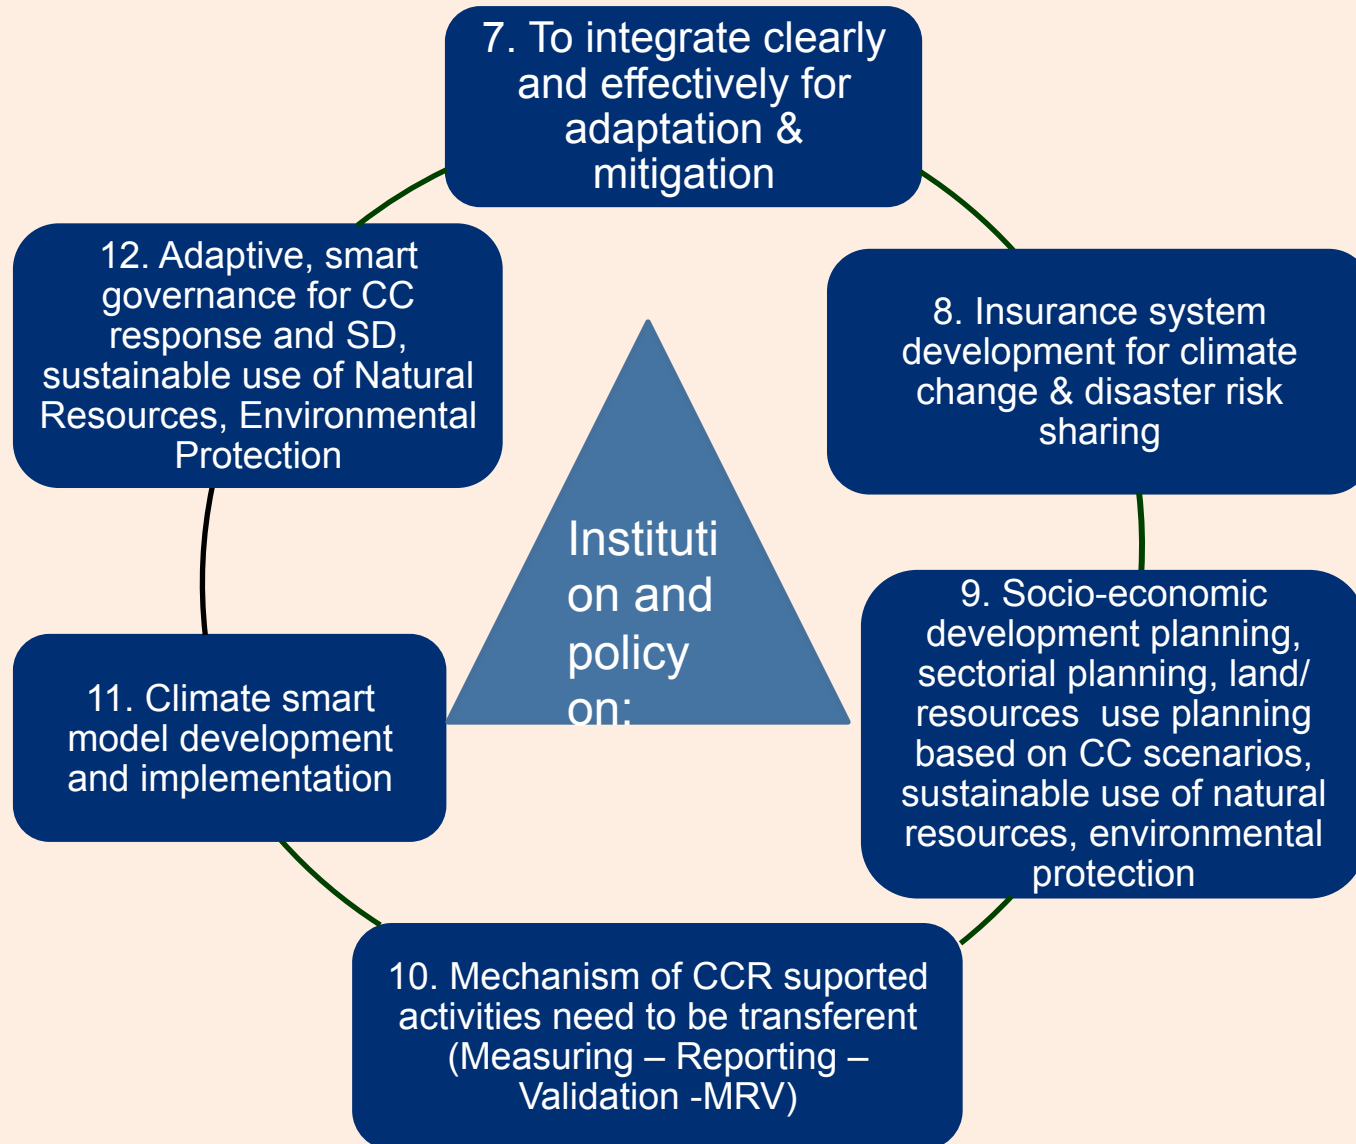 7. To integrate clearly
and effectively for
adaptation &
mitigation
8. Insurance system
development for climate
change & disaster risk
sharing
9. Socio-economic
development planning,
sectorial planning, land/
resources  use planning
based on CC scenarios,
sustainable use of natural
resources, environmental
protection
10. Mechanism of CCR suported
activities need to be transferent
(Measuring – Reporting –
Validation -MRV)
11. Climate smart
model development
and implementation
12. Adaptive, smart
governance for CC
response and SD,
sustainable use of Natural
Resources, Environmental
Protection
Instituti
on and
policy
on: